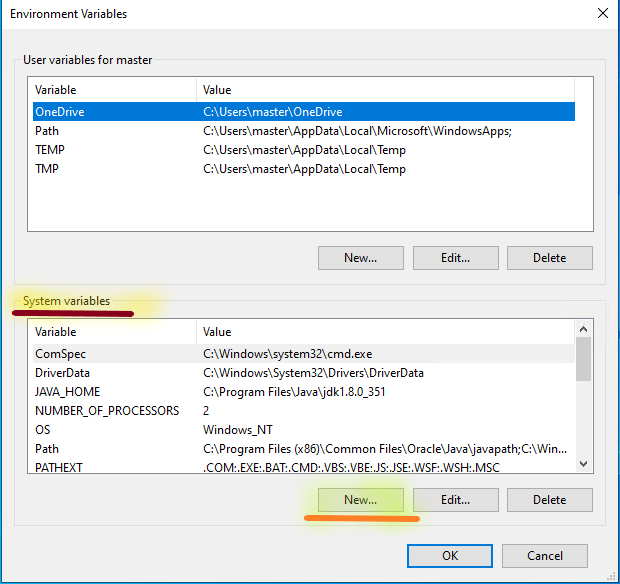 Environment Variables
User variables for master
Variable Value
OneDrive C:\Users\master\OneDrive
Path C:\Users\master\AppData\Local\Microsoft\WindowsApps;
TEMP C:\Users\master\AppData\Local\Temp
TMP C:\Users\master\AppData\Local\Temp
New... Edit... Delete
System variables
Variable Value
ComSpec C:\Windows\system32\cmd.exe
DriverData C:\Windows\System32\Drivers\DriverData
JAVA_HOME C:\Program Files\Java\jdk1.8.0_351
NUMBER_OF_PROCESSORS 2
OS Windows_NT
Path C:\Program Files (x86)\Common Files\Oracle\Java\javapath;C:\Win...
PATHEXT .COM;.EXE;.BAT;.CMD;.VBS;.VBE;.JS;.JSE;.WSF;.WSH;.MSC
New... Edit... Delete
OK Cancel